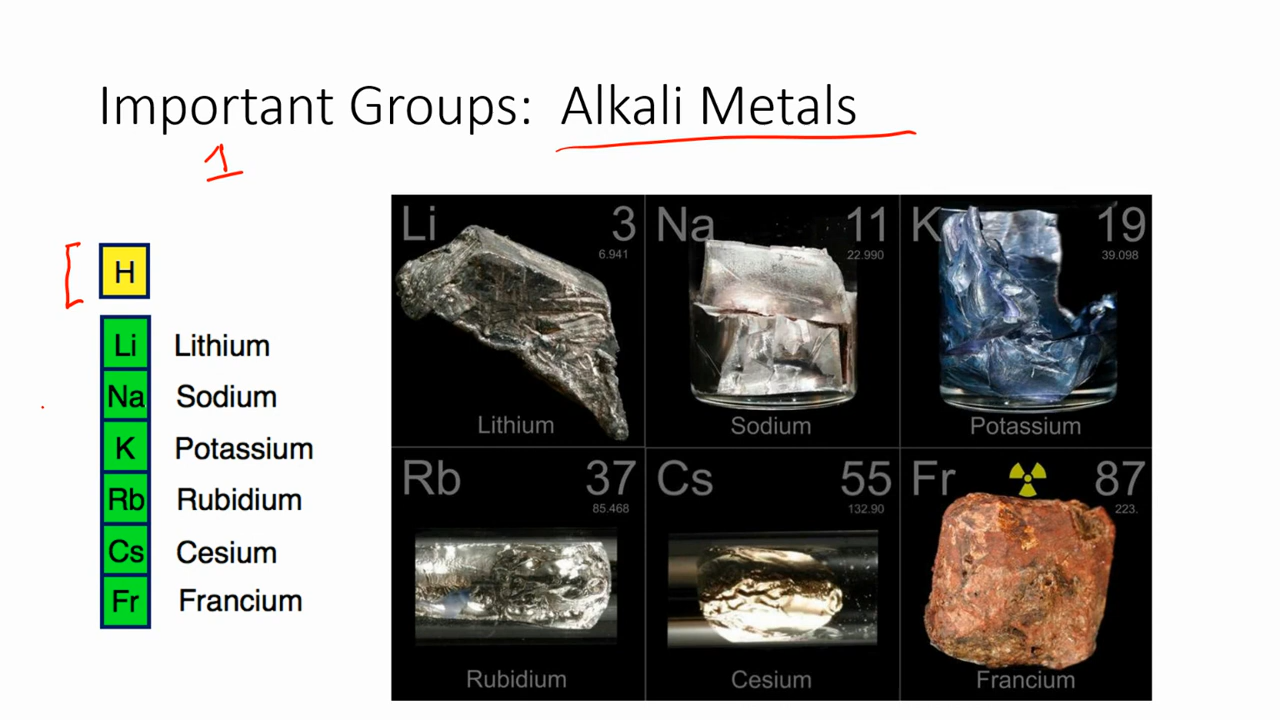 Important Groups: Alkali Metals
1
H
Li Lithium
Na Sodium
K Potassium
Rb Rubidium
Cs Cesium
Fr Francium
Li 3
6.941
Lithium
Na 11
22.990
Sodium
K 19
39.098
Potassium
Rb 37
85.468
Rubidium
Cs 55
132.90
Cesium
Fr 87
223.
Francium